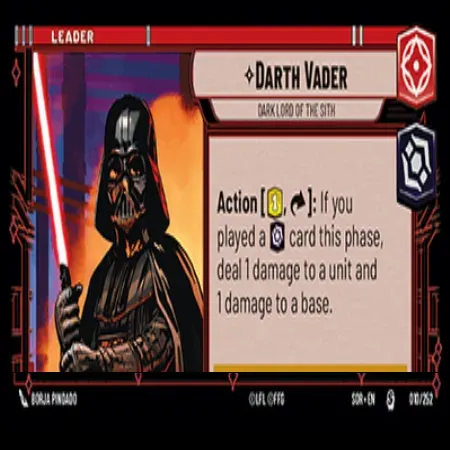 LEADER
✧DARTH VADER
DARK LORD OF THE SITH
Action [1, ]: If you
played a card this phase,
deal 1 damage to a unit and
1 damage to a base.
BORJA PINDADO
©LFL ©FFG
SOR • EN
010/252